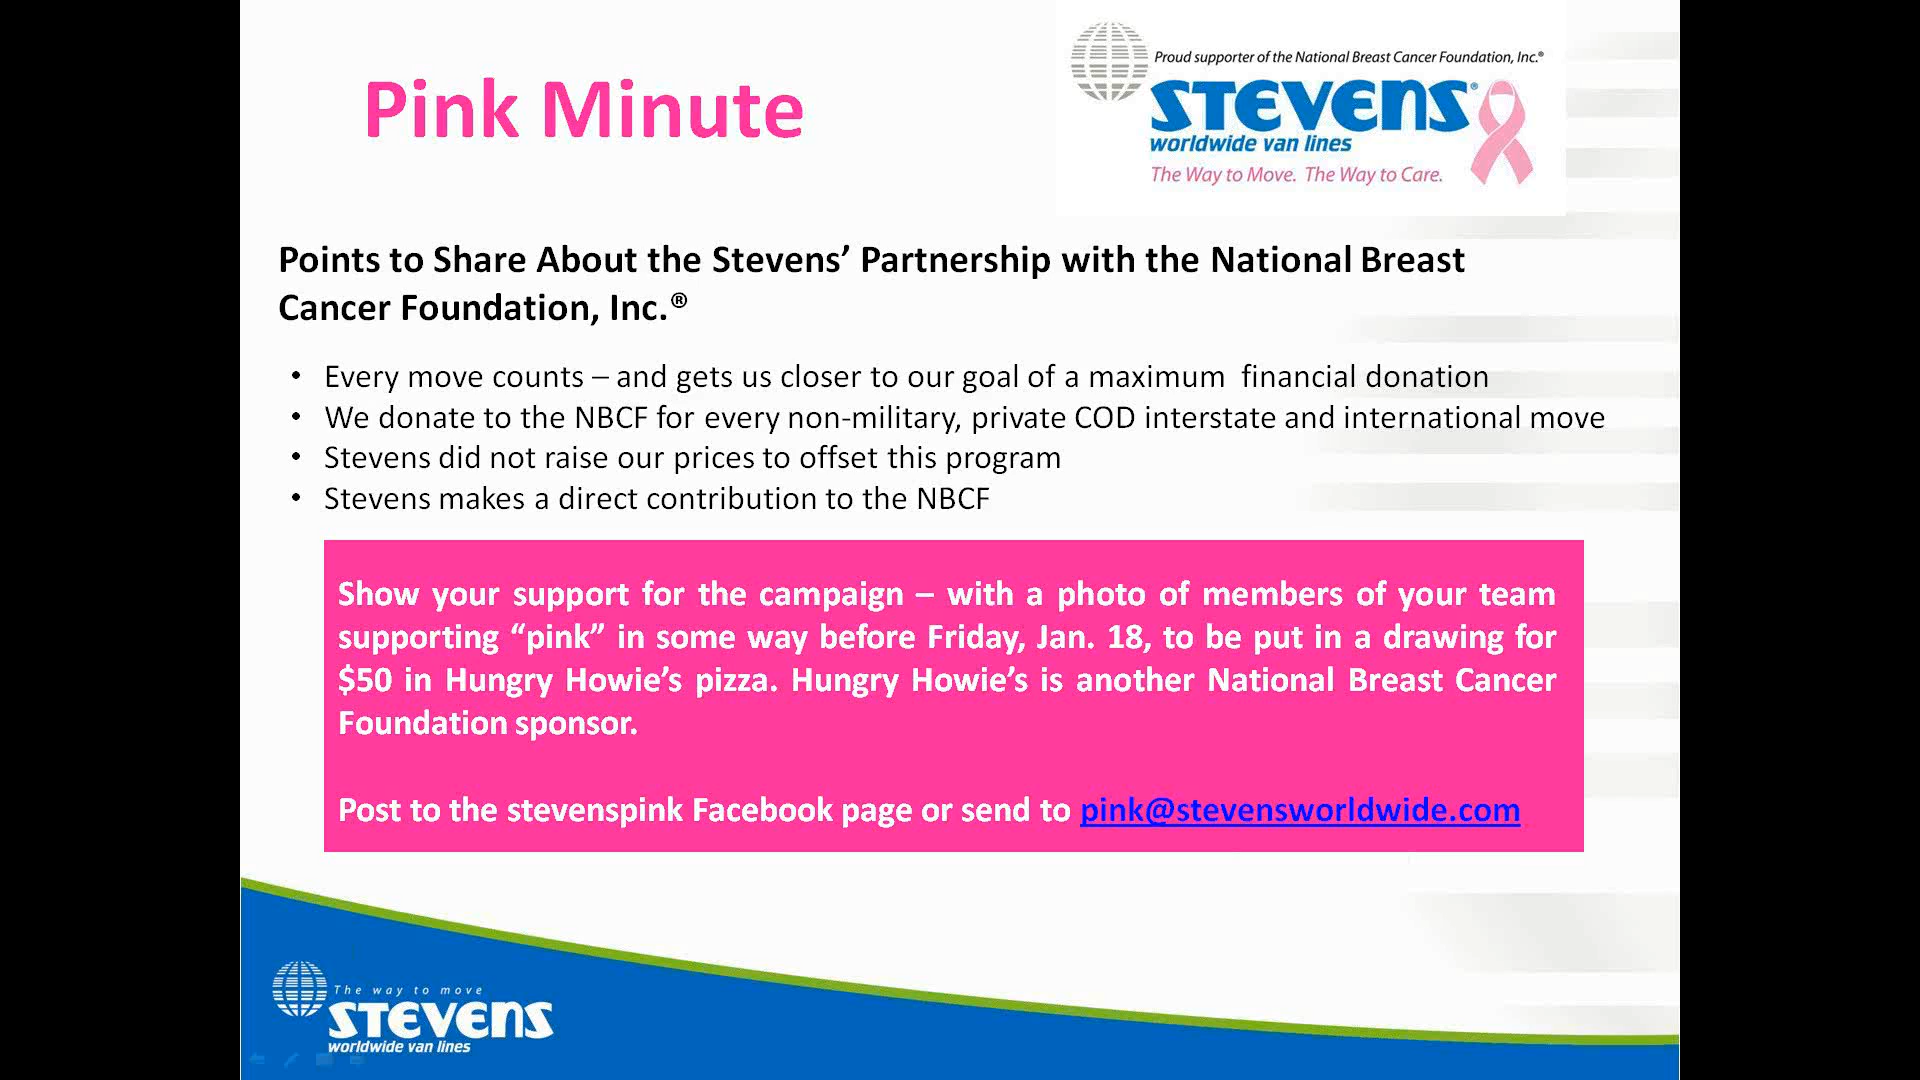 Pink Minute
Proud supporter of the National Breast Cancer Foundation, Inc.®
STEVENS®
worldwide van lines
The Way to Move. The Way to Care.
Points to Share About the Stevens’ Partnership with the National Breast
Cancer Foundation, Inc.®
• Every move counts – and gets us closer to our goal of a maximum financial donation
• We donate to the NBCF for every non-military, private COD interstate and international move
• Stevens did not raise our prices to offset this program
• Stevens makes a direct contribution to the NBCF
Show your support for the campaign – with a photo of members of your team
supporting “pink” in some way before Friday, Jan. 18, to be put in a drawing for
$50 in Hungry Howie’s pizza. Hungry Howie’s is another National Breast Cancer
Foundation sponsor.
Post to the stevenspink Facebook page or send to pink@stevensworldwide.com
The way to move
STEVENS
worldwide van lines